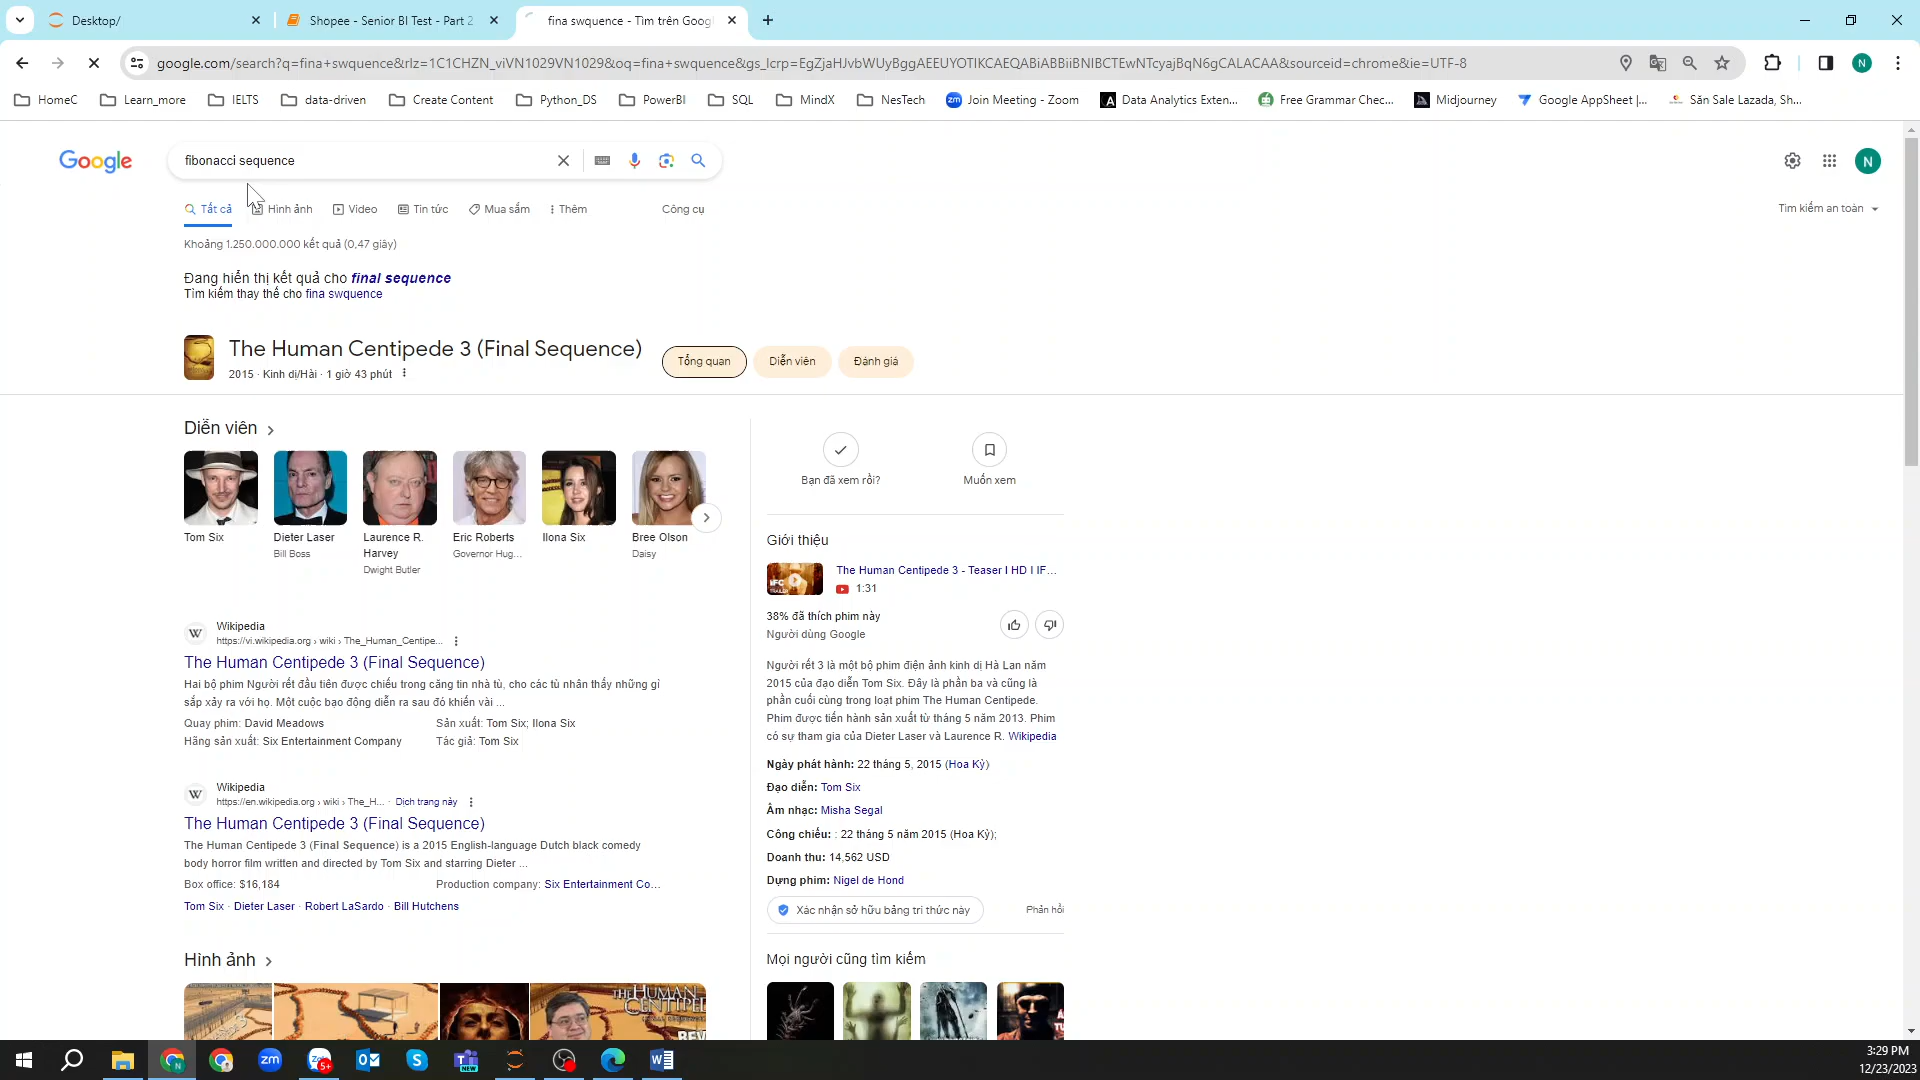 Desktop/
Shopee - Senior BI Test - Part 2
fina swquence - Tìm trên Goog
google.com/search?q=fina+swquence&rlz=1C1CHZN_viVN1029VN1029&oq=fina+swquence&gs_lcrp=EgZjaHJvbWUyBggAEEUYOTIKCAEQABiABBiiBNIBCTEwNTcyajBqN6gCALACAA&sourceid=chrome&ie=UTF-8
HomeC
Learn_more
IELTS
data-driven
Create Content
Python_DS
PowerBI
SQL
MindX
NesTech
Join Meeting - Zoom
Data Analytics Exten...
Free Grammar Chec...
Midjourney
Google AppSheet |...
Săn Sale Lazada, Sh...
Google
fibonacci sequence
N
Tất cả
Hình ảnh
Video
Tin tức
Mua sắm
Thêm
Công cụ
Tìm kiếm an toàn
Khoảng 1.250.000.000 kết quả (0,47 giây)
Đang hiển thị kết quả cho final sequence
Tìm kiếm thay thế cho fina swquence
The Human Centipede 3 (Final Sequence)
2015 · Kinh dị/Hài · 1 giờ 43 phút
Tổng quan
Diễn viên
Đánh giá
Diễn viên
Tom Six
Dieter Laser
Bill Boss
Laurence R.
Harvey
Dwight Butler
Eric Roberts
Governor Hug...
Ilona Six
Bree Olson
Daisy
Wikipedia
https://vi.wikipedia.org › wiki › The_Human_Centipe...
The Human Centipede 3 (Final Sequence)
Hai bộ phim Người rết đầu tiên được chiếu trong căng tin nhà tù, cho các tù nhân thấy những gì
sắp xảy ra với họ. Một cuộc bạo động diễn ra sau đó khiến vài ...
Quay phim: David Meadows
Sản xuất: Tom Six; Ilona Six
Hãng sản xuất: Six Entertainment Company
Tác giả: Tom Six
Wikipedia
https://en.wikipedia.org › wiki › The_H... · Dịch trang này
The Human Centipede 3 (Final Sequence)
The Human Centipede 3 (Final Sequence) is a 2015 English-language Dutch black comedy
body horror film written and directed by Tom Six and starring Dieter ...
Box office: $16,184
Production company: Six Entertainment Co...
Tom Six · Dieter Laser · Robert LaSardo · Bill Hutchens
Hình ảnh
Bạn đã xem rồi?
Muốn xem
Giới thiệu
The Human Centipede 3 - Teaser I HD I IF...
1:31
38% đã thích phim này
Người dùng Google
Người rết 3 là một bộ phim điện ảnh kinh dị Hà Lan năm
2015 của đạo diễn Tom Six. Đây là phần ba và cũng là
phần cuối cùng trong loạt phim The Human Centipede.
Phim được tiến hành sản xuất từ tháng 5 năm 2013. Phim
có sự tham gia của Dieter Laser và Laurence R. Wikipedia
Ngày phát hành: 22 tháng 5, 2015 (Hoa Kỳ)
Đạo diễn: Tom Six
Âm nhạc: Misha Segal
Công chiếu: : 22 tháng 5 năm 2015 (Hoa Kỳ);
Doanh thu: 14,562 USD
Dựng phim: Nigel de Hond
Xác nhận sở hữu bảng tri thức này
Phản hồi
Mọi người cũng tìm kiếm
3:29 PM
12/23/2023